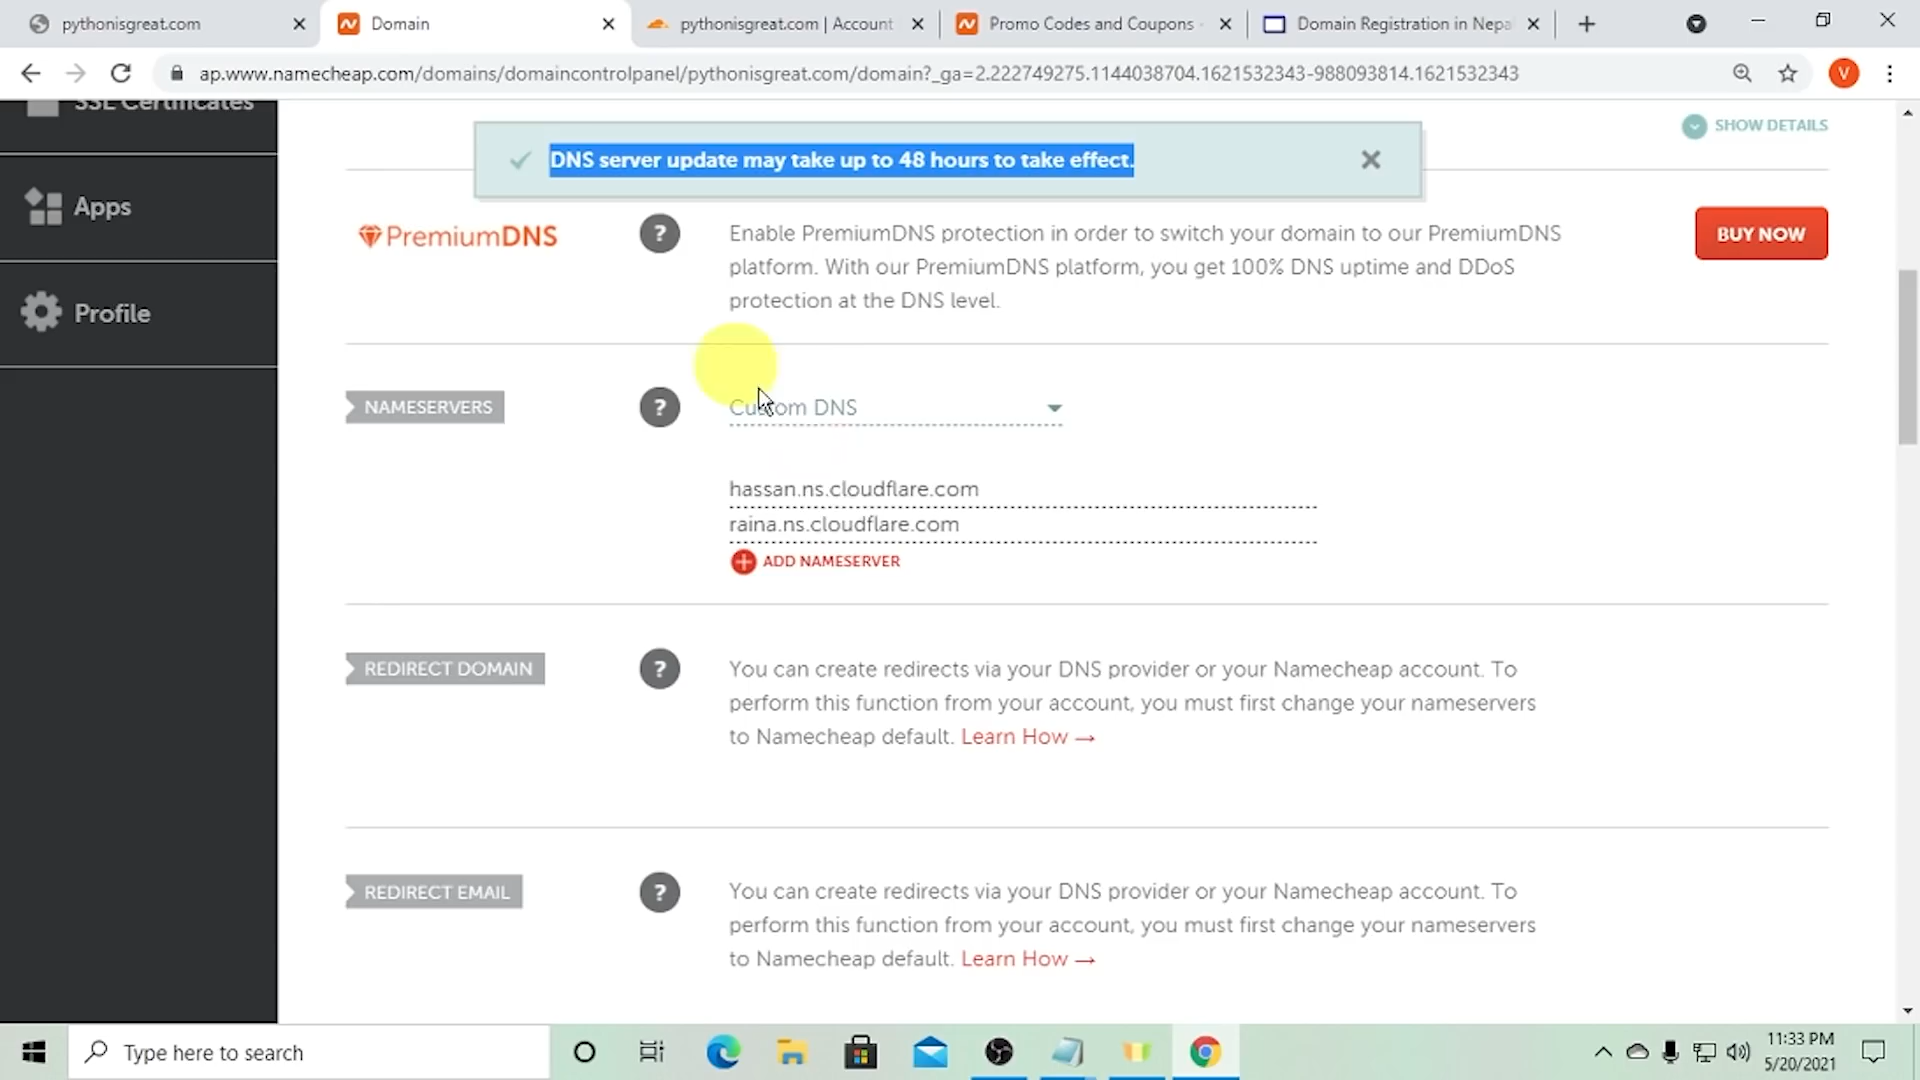 pythonisgreat.com
Domain
pythonisgreat.com | Account
Promo Codes and Coupons
Domain Registration in Nepa
ap.www.namecheap.com/domains/domaincontrolpanel/pythonisgreat.com/domain?_ga=2.222749275.1144038704.1621532343-988093814.1621532343
V
SSL Certificates
Apps
Profile
SHOW DETAILS
DNS server update may take up to 48 hours to take effect.
PremiumDNS
?
Enable PremiumDNS protection in order to switch your domain to our PremiumDNS
platform. With our PremiumDNS platform, you get 100% DNS uptime and DDoS
protection at the DNS level.
BUY NOW
NAMESERVERS
?
Custom DNS
hassan.ns.cloudflare.com
raina.ns.cloudflare.com
ADD NAMESERVER
REDIRECT DOMAIN
?
You can create redirects via your DNS provider or your Namecheap account. To
perform this function from your account, you must first change your nameservers
to Namecheap default. Learn How →
REDIRECT EMAIL
?
You can create redirects via your DNS provider or your Namecheap account. To
perform this function from your account, you must first change your nameservers
to Namecheap default. Learn How →
Type here to search
11:33 PM
5/20/2021